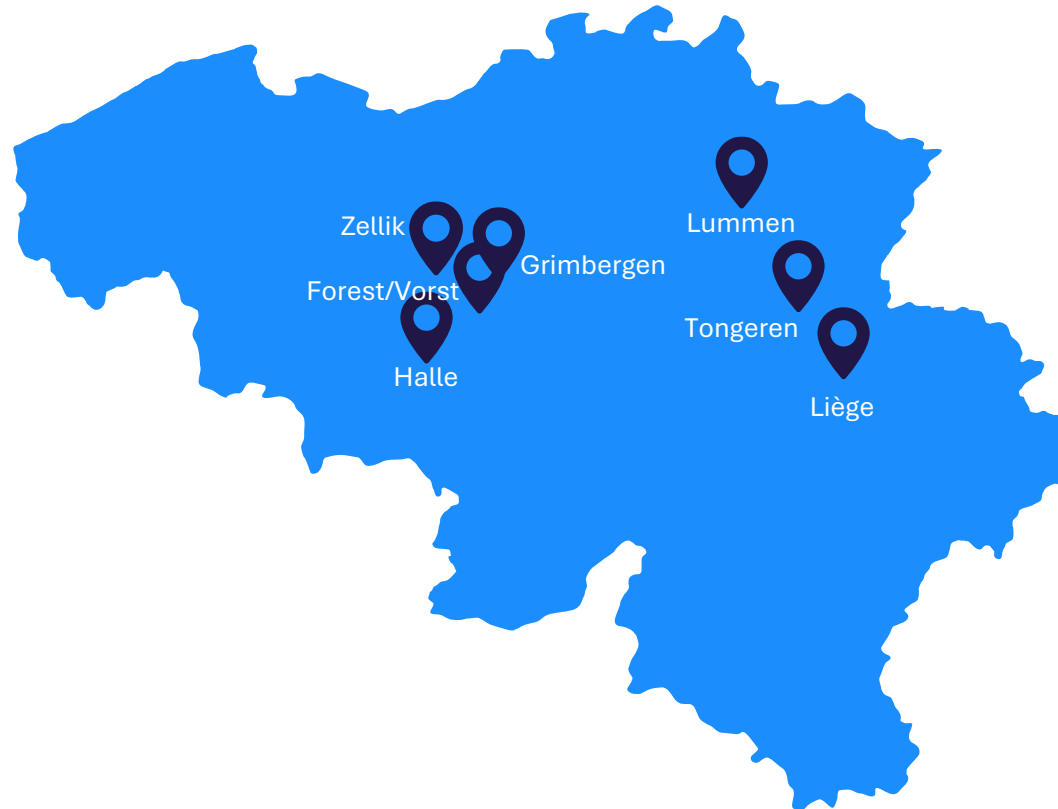 Zellik
Lummen
Grimbergen
Forest/Vorst
Tongeren
Halle
Liège